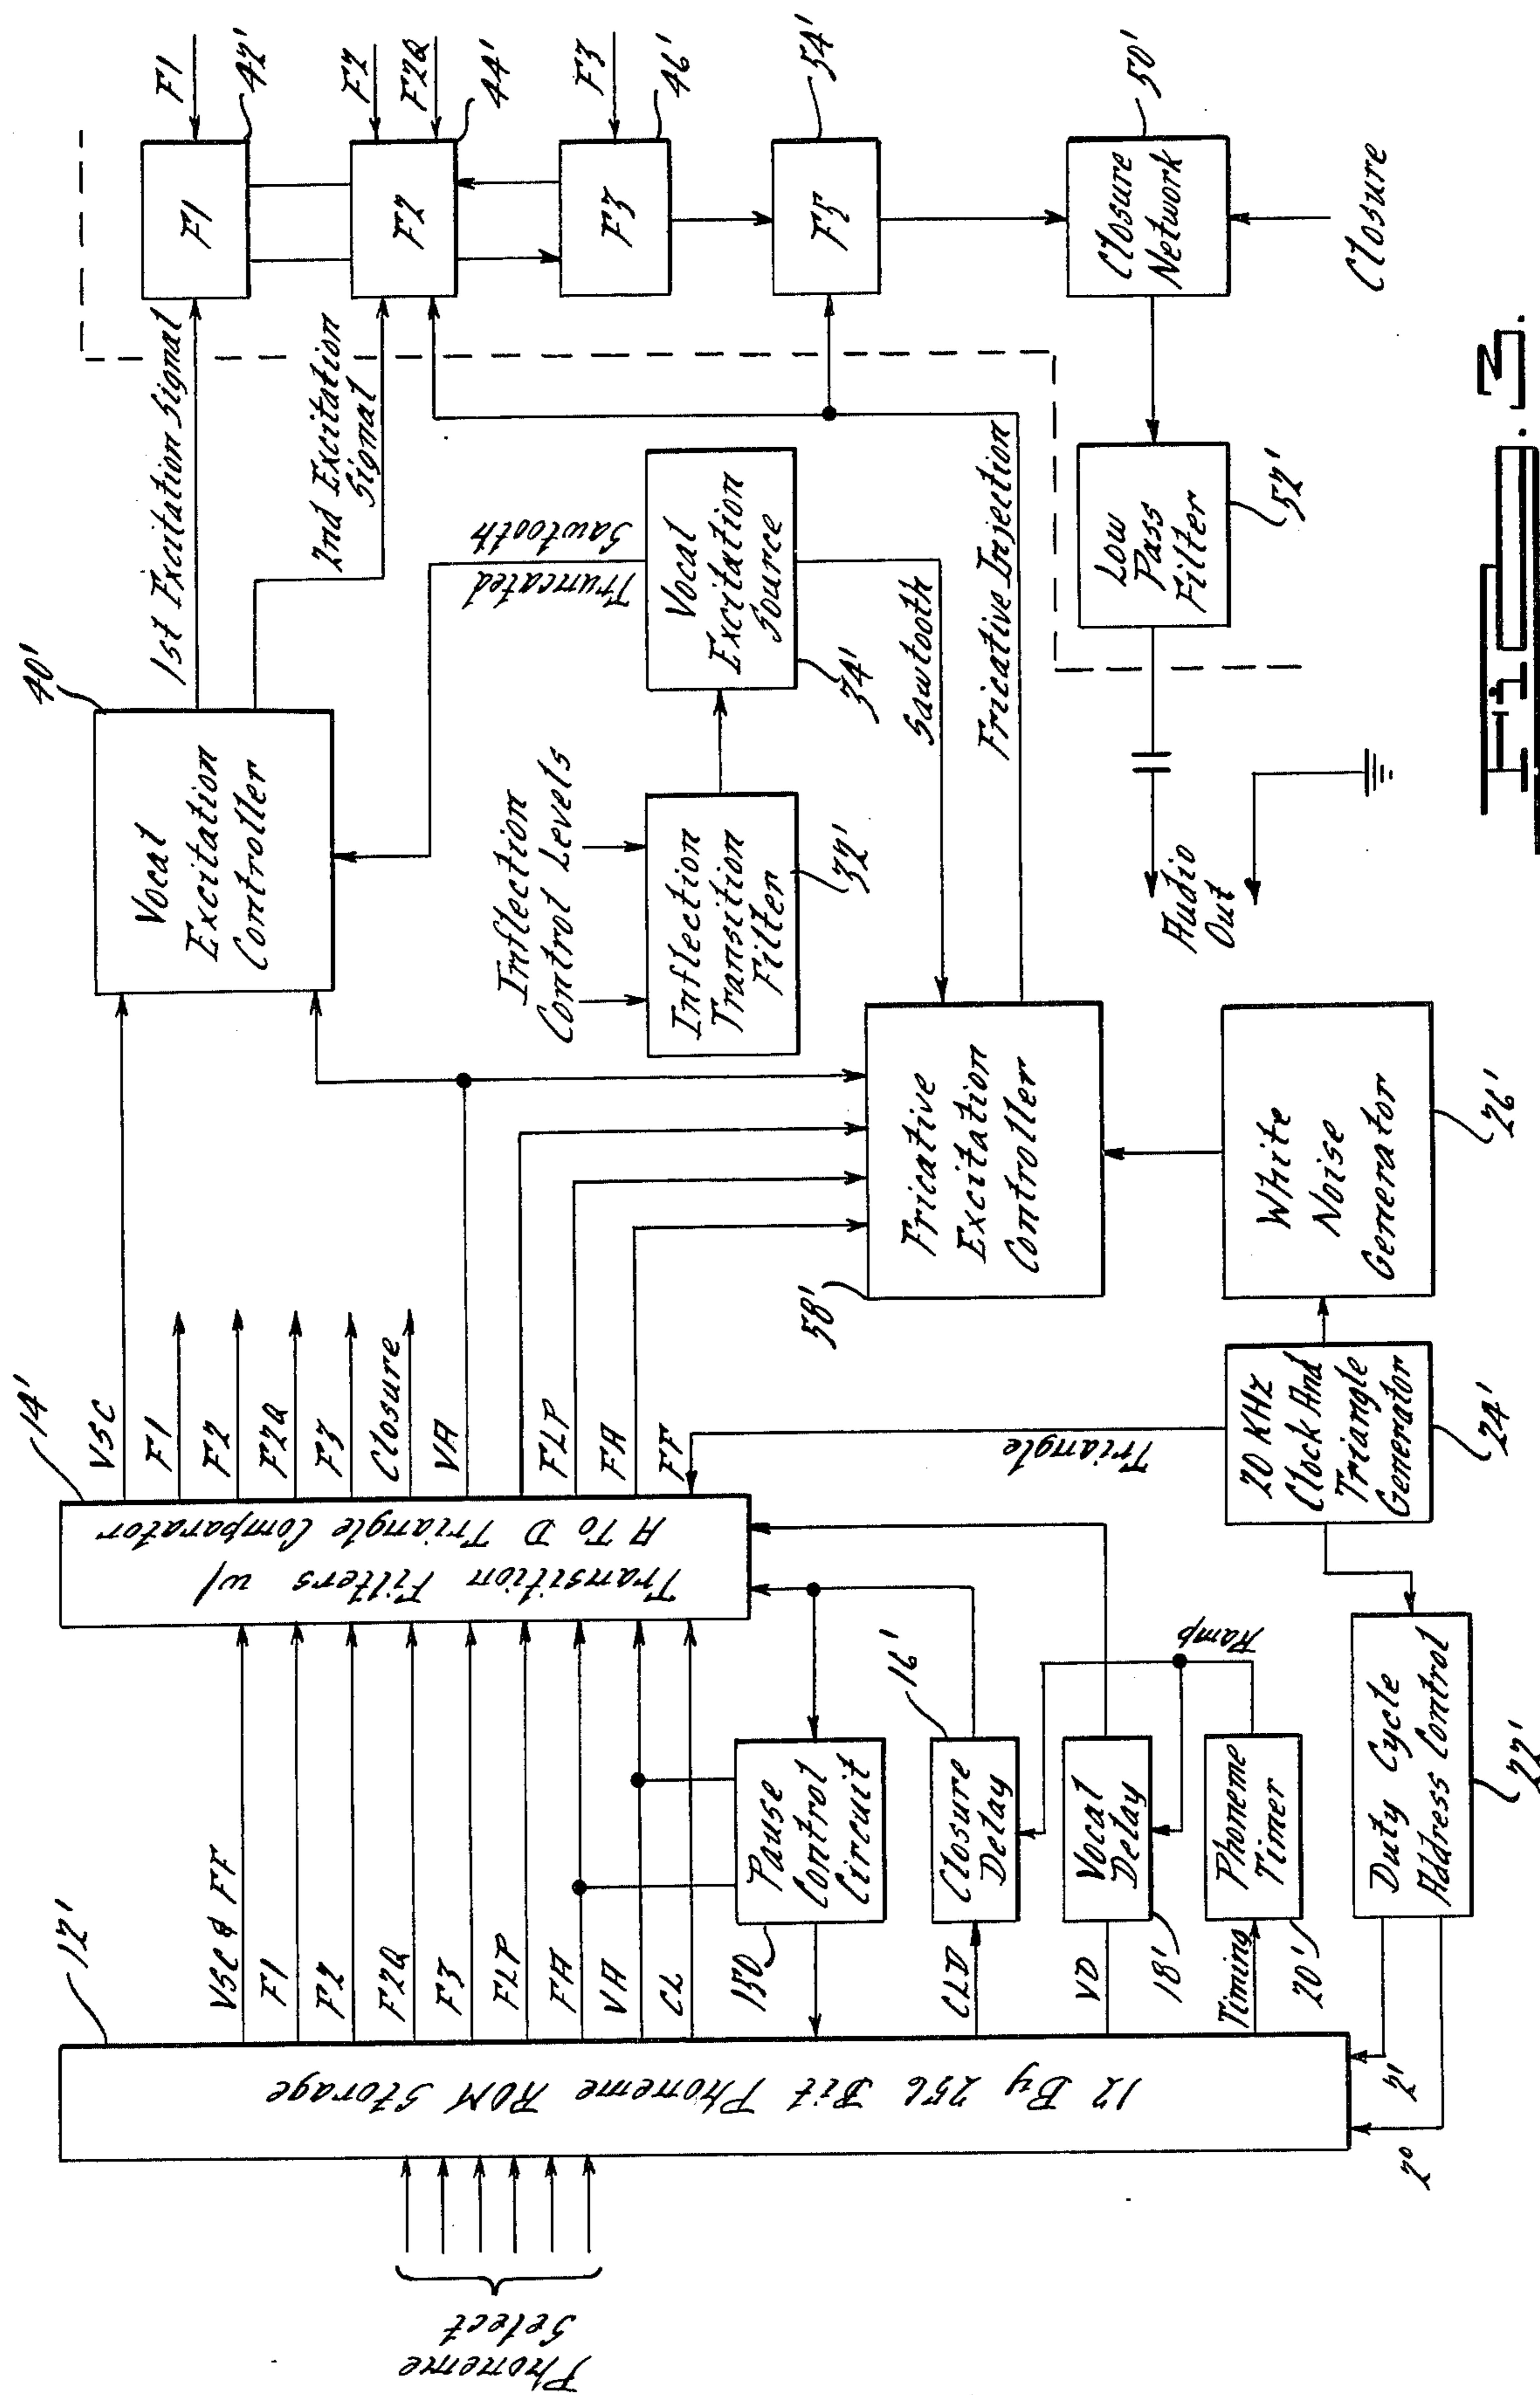 Phoneme
Select
12'
12 By 256 Bit Phoneme ROM Storage
2⁰
2'
VSC & FF
F1
F2
F2Q
F3
FLP
FA
VA
CL
150
Pause
Control
Circuit
CLD
16'
Closure
Delay
VD
Vocal
Delay
18'
Timing
Phoneme
Timer
20'
Ramp
Duty Cycle
Address Control
22'
14'
Transition Filters w/
A To D Triangle Comparator
VSC
F1
F2
F2Q
F3
Closure
VA
FLP
FA
FF
Triangle
20 KHz
Clock And
Triangle
Generator
24'
White
Noise
Generator
26'
58'
Fricative
Excitation
Controller
40'
Vocal
Excitation
Controller
Inflection
Control Levels
Inflection
Transition
Filter
32'
Vocal
Excitation
Source
34'
Truncated
Sawtooth
Sawtooth
Fricative Injection
1st Excitation Signal
2nd Excitation
Signal
F1
F1
42'
F2
F2
F2Q
44'
F3
F3
46'
F5
54'
Closure
Network
50'
Closure
Low
Pass
Filter
52'
Audio
Out
Fig. 3.